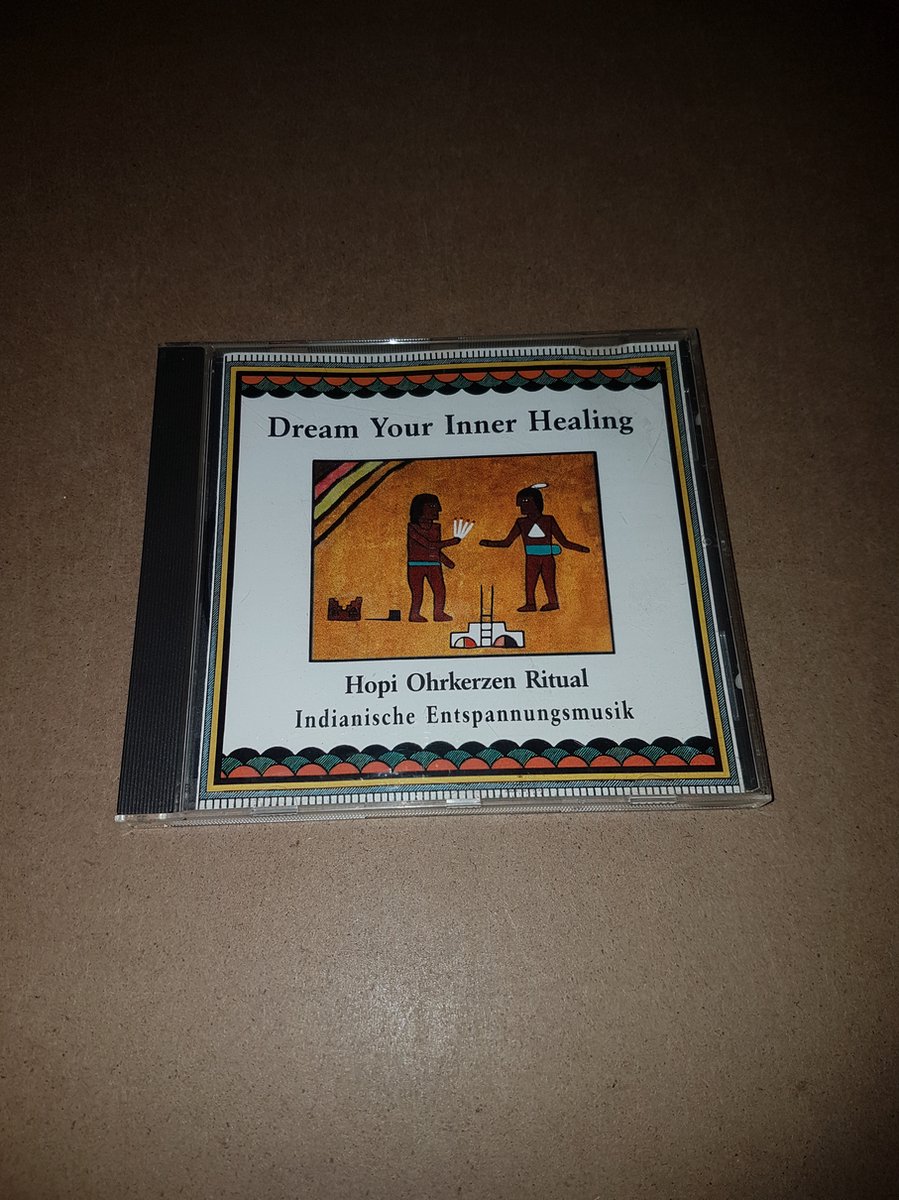 Dream Your Inner Healing
Hopi Ohrkerzen Ritual
Indianische Entspannungsmusik